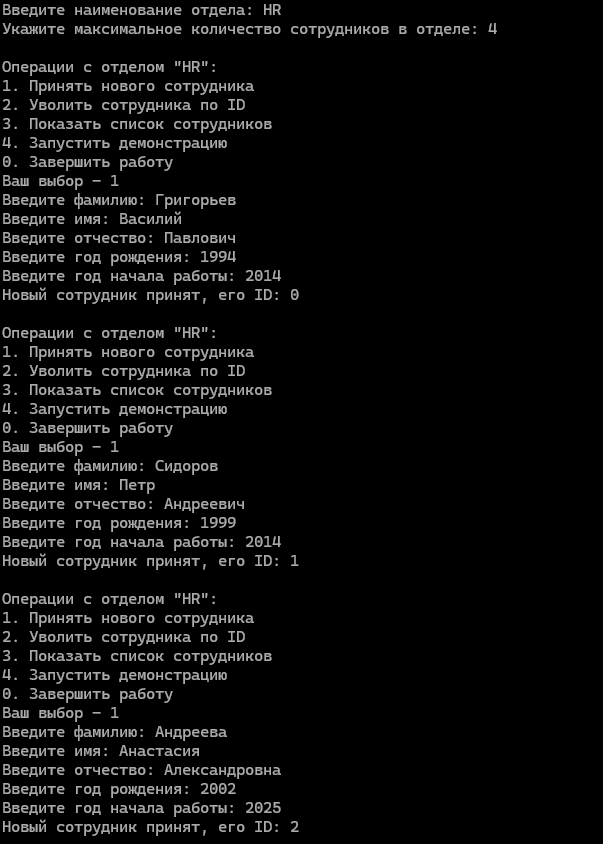 Введите наименование отдела: HR
Укажите максимальное количество сотрудников в отделе: 4
Операции с отделом "HR":
1. Принять нового сотрудника
2. Уволить сотрудника по ID
3. Показать список сотрудников
4. Запустить демонстрацию
0. Завершить работу
Ваш выбор — 1
Введите фамилию: Григорьев
Введите имя: Василий
Введите отчество: Павлович
Введите год рождения: 1994
Введите год начала работы: 2014
Новый сотрудник принят, его ID: 0
Операции с отделом "HR":
1. Принять нового сотрудника
2. Уволить сотрудника по ID
3. Показать список сотрудников
4. Запустить демонстрацию
0. Завершить работу
Ваш выбор — 1
Введите фамилию: Сидоров
Введите имя: Петр
Введите отчество: Андреевич
Введите год рождения: 1999
Введите год начала работы: 2014
Новый сотрудник принят, его ID: 1
Операции с отделом "HR":
1. Принять нового сотрудника
2. Уволить сотрудника по ID
3. Показать список сотрудников
4. Запустить демонстрацию
0. Завершить работу
Ваш выбор — 1
Введите фамилию: Андреева
Введите имя: Анастасия
Введите отчество: Александровна
Введите год рождения: 2002
Введите год начала работы: 2025
Новый сотрудник принят, его ID: 2